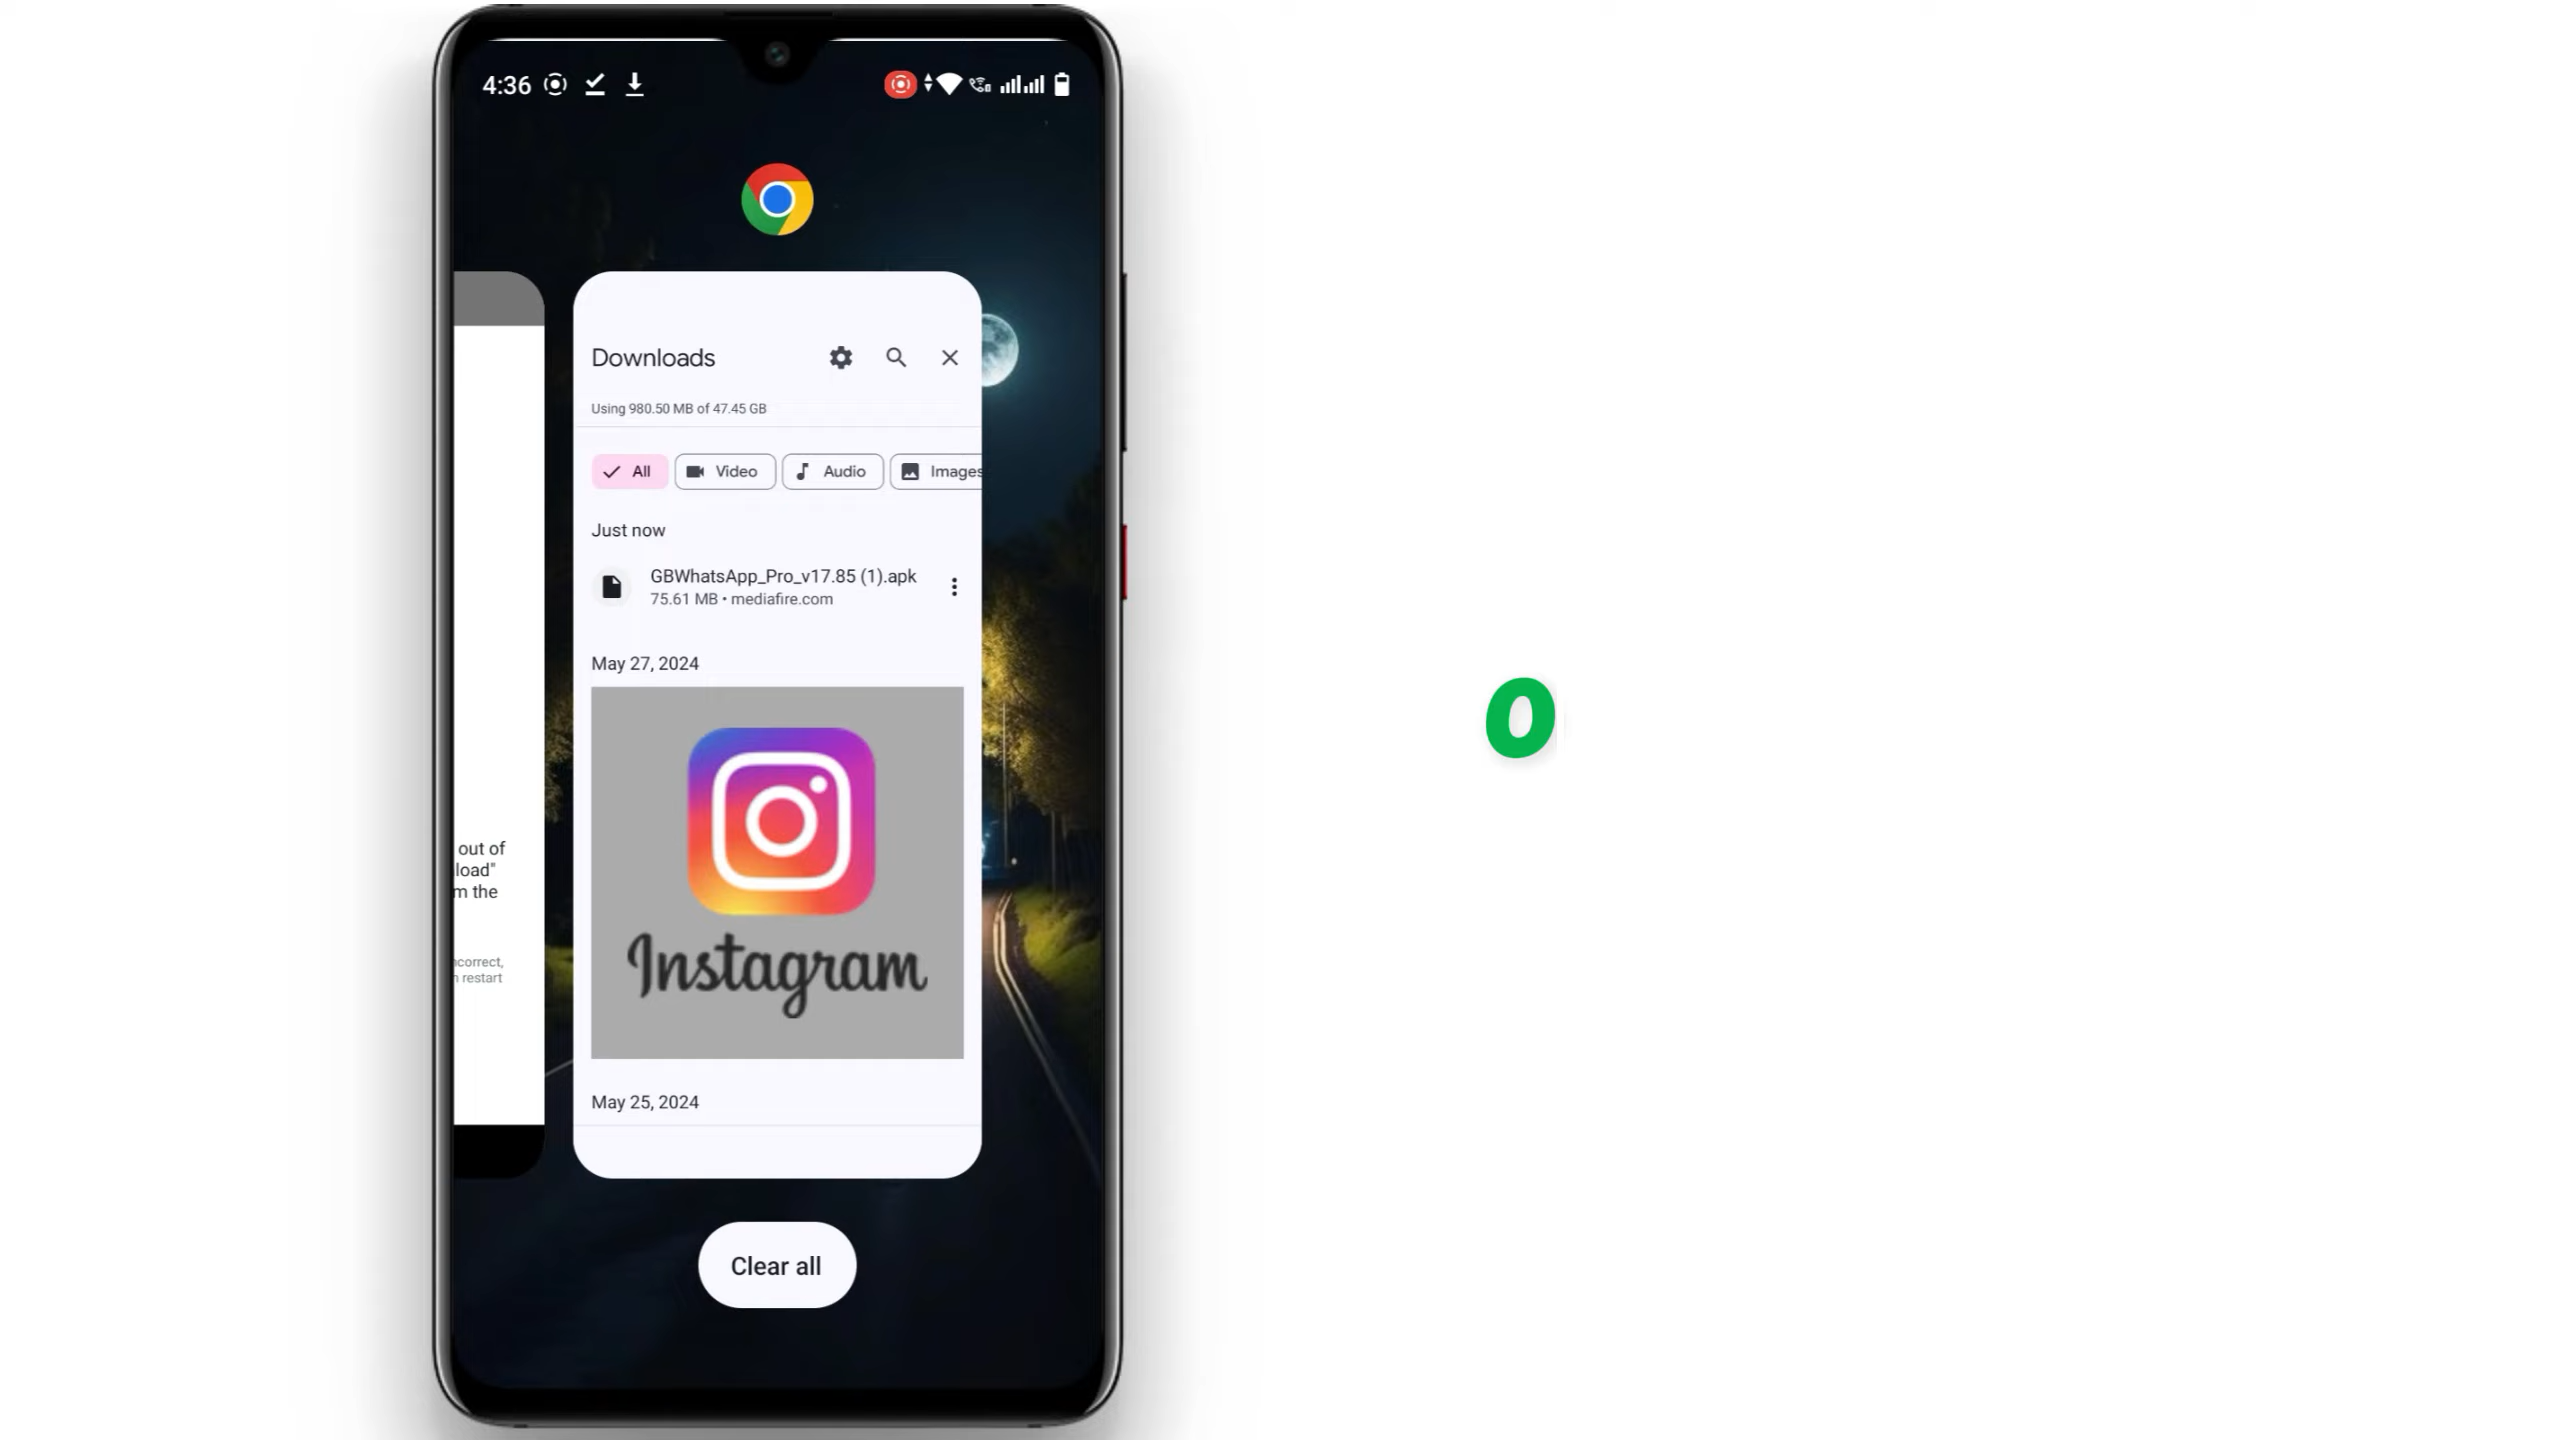 4:36
Downloads
Using 980.50 MB of 47.45 GB
All
Video
Audio
Images
Just now
GBWhatsApp_Pro_v17.85 (1).apk
75.61 MB • mediafire.com
May 27, 2024
Instagram
May 25, 2024
out of
load"
m the
ncorrect,
n restart
Clear all
O